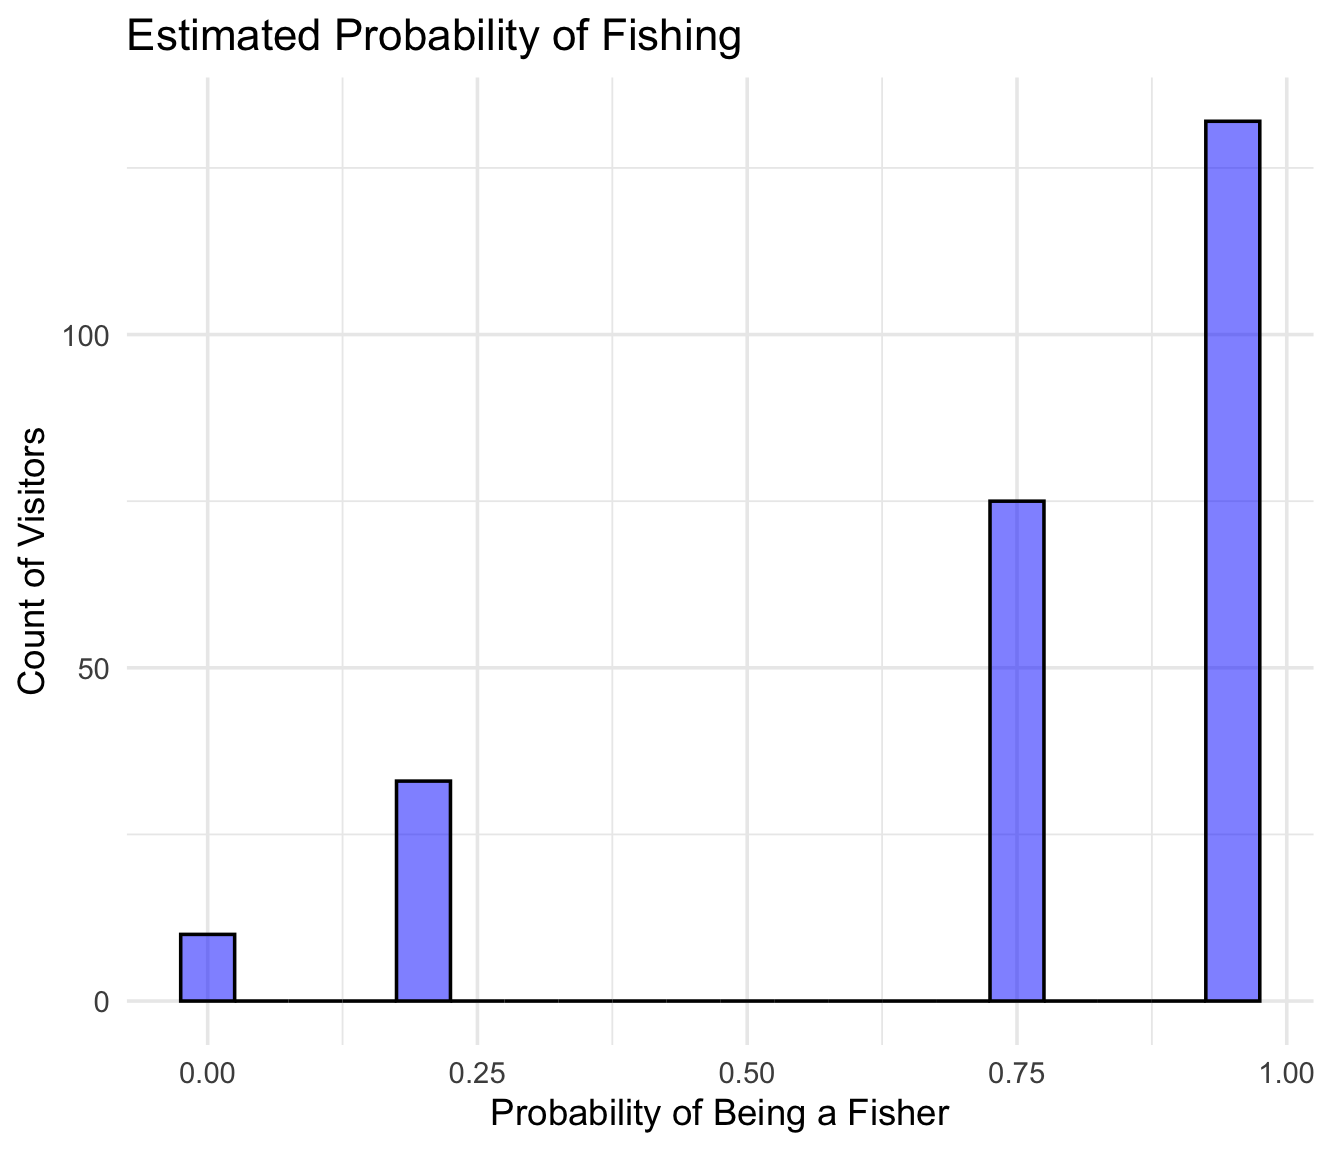 Estimated Probability of Fishing
Count of Visitors
100
50
0
0.00 0.25 0.50 0.75 1.00
Probability of Being a Fisher